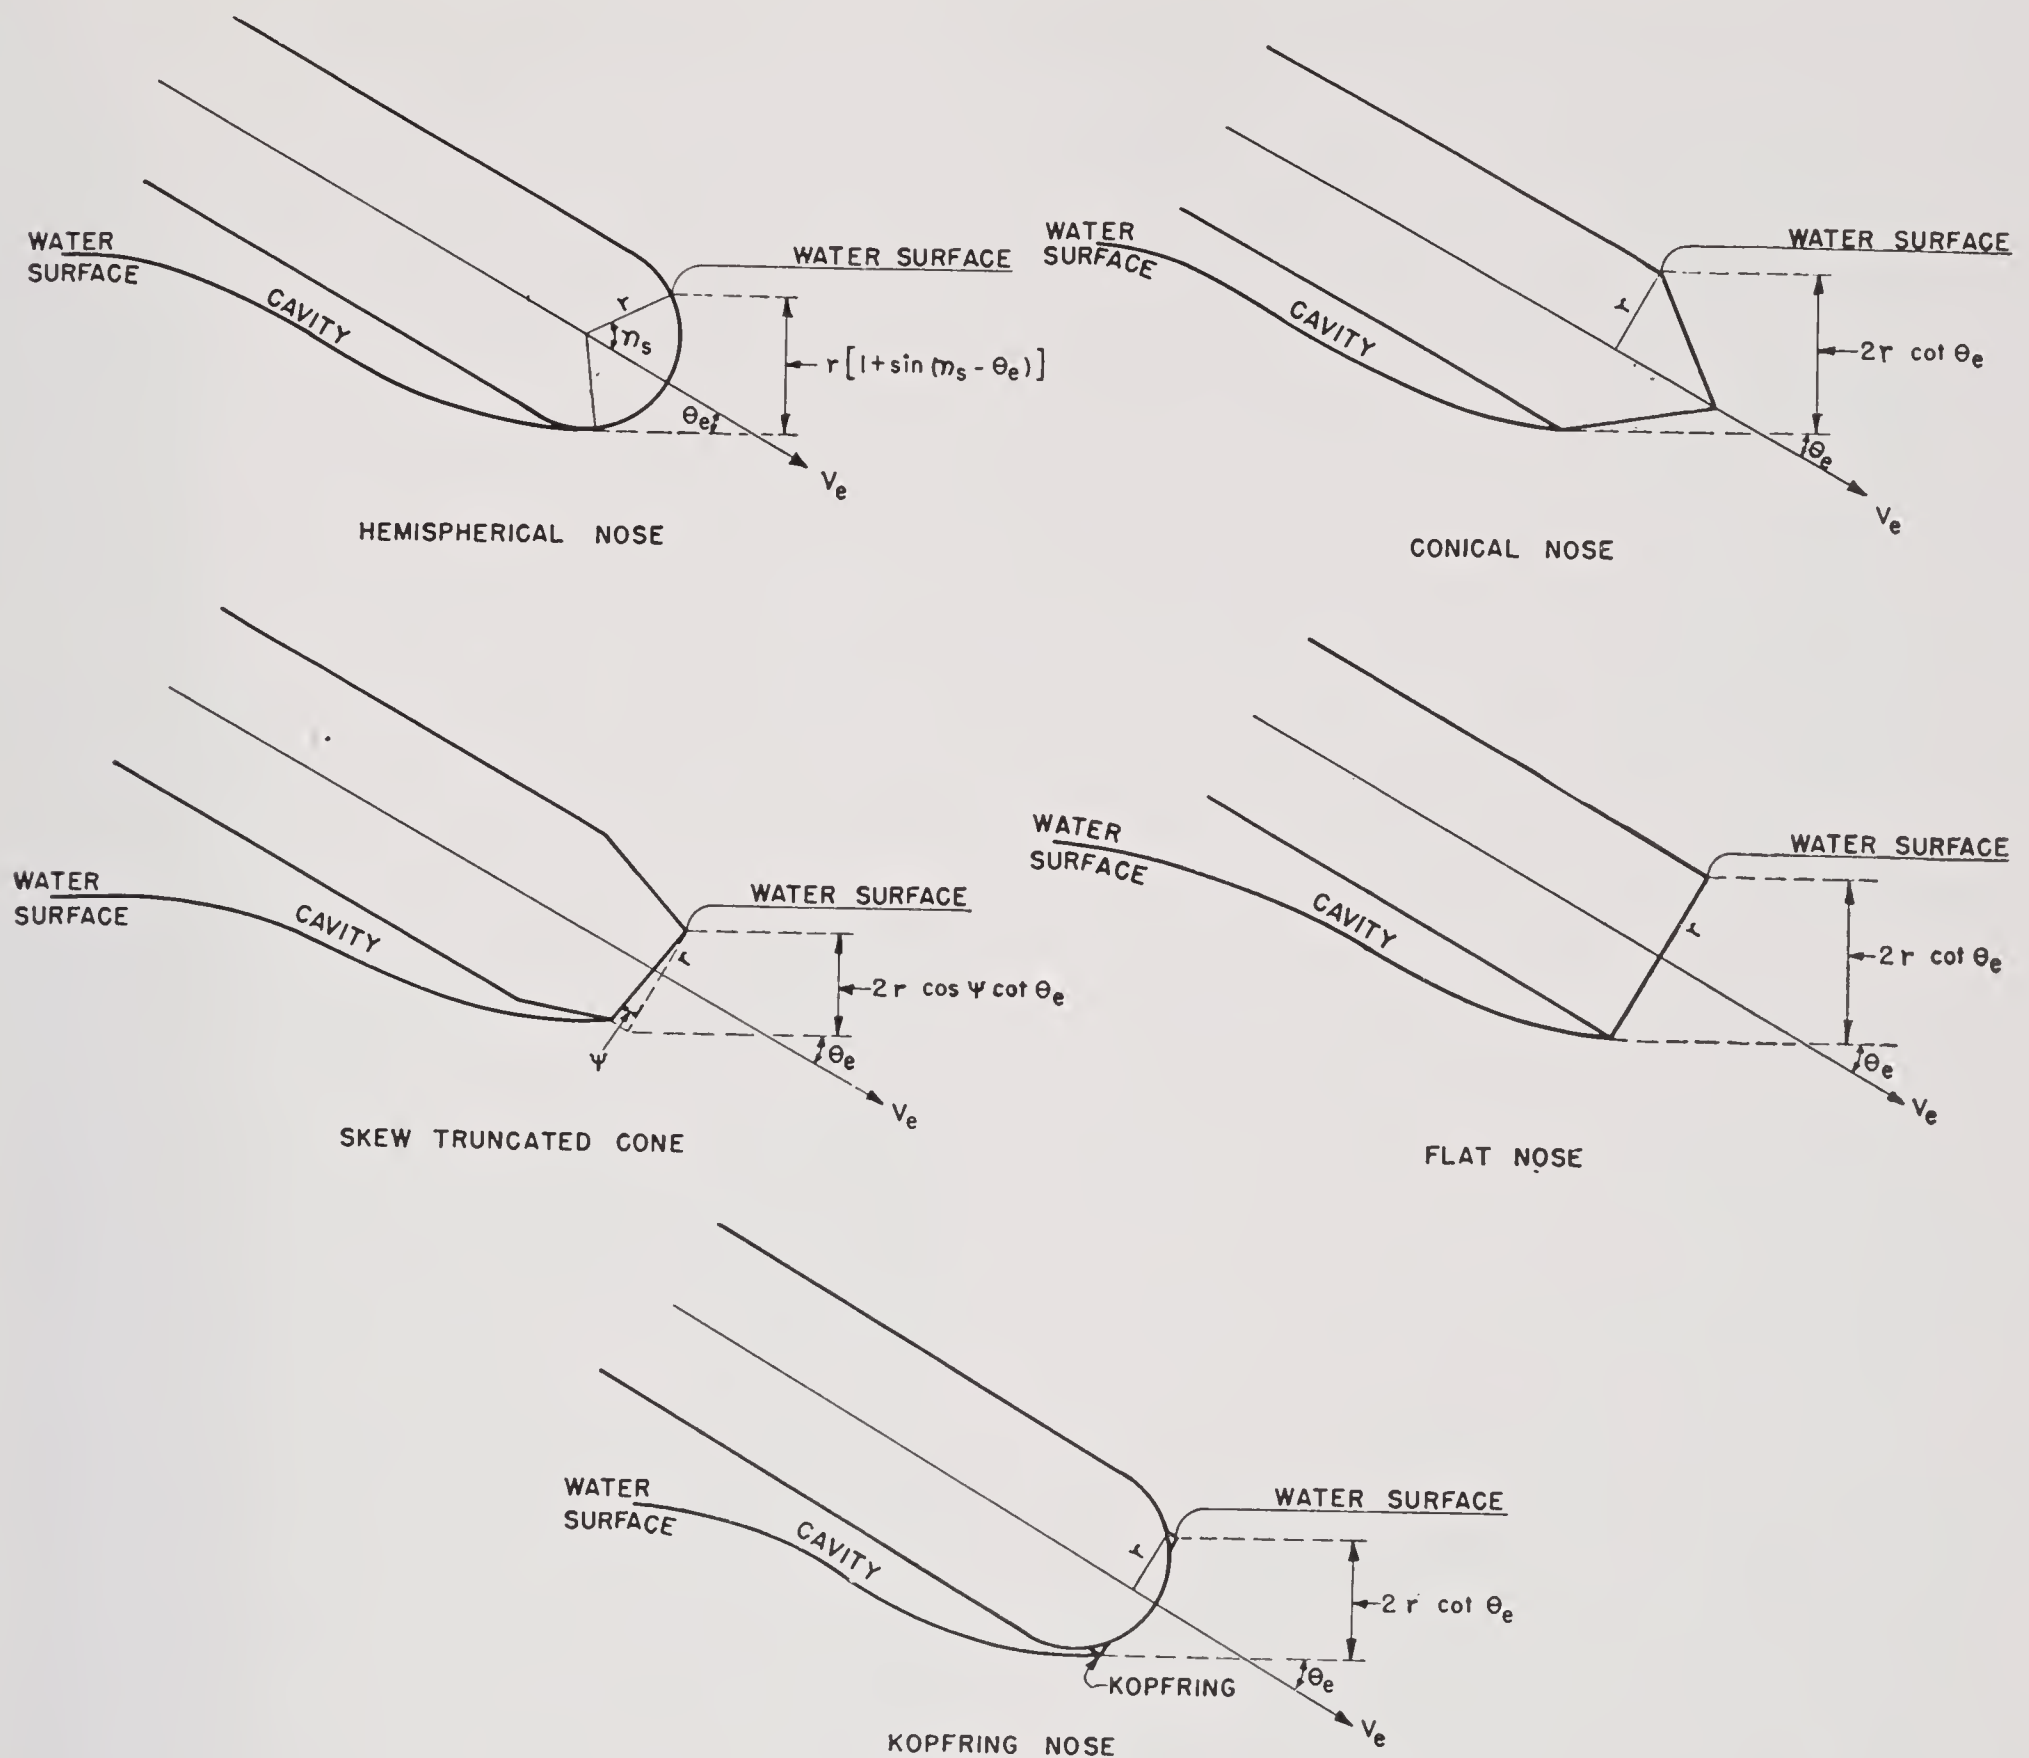 WATER
SURFACE
CAVITY
r
ηs
WATER SURFACE
r[1+sin(ηs - θe)]
θe
Ve
HEMISPHERICAL NOSE
WATER
SURFACE
CAVITY
r
WATER SURFACE
2r cot θe
θe
Ve
CONICAL NOSE
WATER
SURFACE
CAVITY
r
WATER SURFACE
2r cos Ψ cot θe
Ψ
θe
Ve
SKEW TRUNCATED CONE
WATER
SURFACE
CAVITY
r
WATER SURFACE
2r cot θe
θe
Ve
FLAT NOSE
WATER
SURFACE
CAVITY
r
WATER SURFACE
2r cot θe
KOPFRING
θe
Ve
KOPFRING NOSE